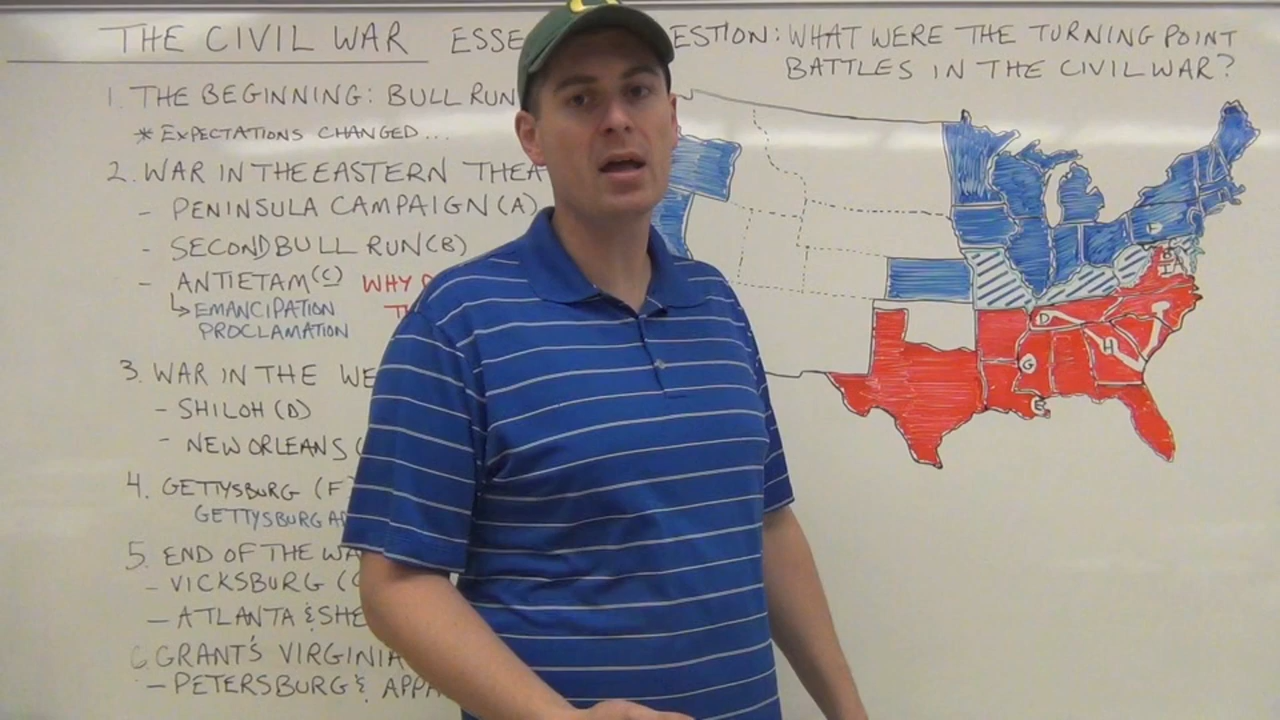 THE CIVIL WAR
ESSE ESTION: WHAT WERE THE TURNING POINT
BATTLES IN THE CIVIL WAR?
1. THE BEGINNING: BULL RUN
* EXPECTATIONS CHANGED...
2. WAR IN THE EASTERN THEA
- PENINSULA CAMPAIGN (A)
- SECOND BULL RUN (B)
- ANTIETAM (C) WHY
EMANCIPATION
PROCLAMATION
3. WAR IN THE WE
- SHILOH (D)
- NEW ORLEANS (
4. GETTYSBURG (F)
GETTYSBURG AD
5. END OF THE WA
- VICKSBURG (G
- ATLANTA & SHE
6 GRANT'S VIRGINIA
- PETERSBURG & APPA
D
H
G
E